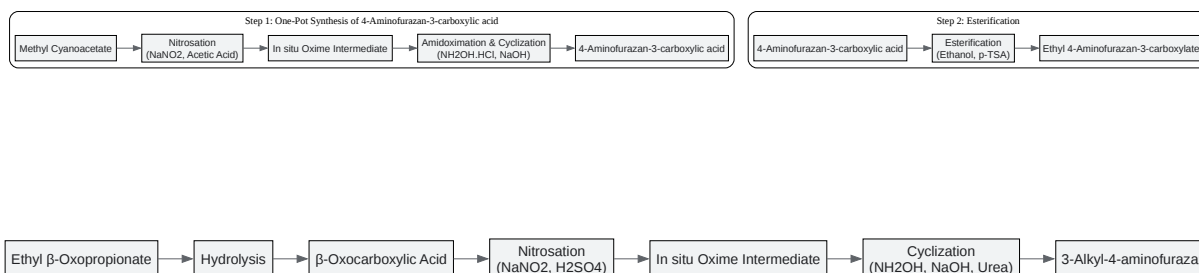 Step 1: One-Pot Synthesis of 4-Aminofurazan-3-carboxylic acid
Methyl Cyanoacetate
Nitrosation
(NaNO2, Acetic Acid)
In situ Oxime Intermediate
Amidoximation & Cyclization
(NH2OH.HCl, NaOH)
4-Aminofurazan-3-carboxylic acid
Step 2: Esterification
4-Aminofurazan-3-carboxylic acid
Esterification
(Ethanol, p-TSA)
Ethyl 4-Aminofurazan-3-carboxylate
Ethyl β-Oxopropionate
Hydrolysis
β-Oxocarboxylic Acid
Nitrosation
(NaNO2, H2SO4)
In situ Oxime Intermediate
Cyclization
(NH2OH, NaOH, Urea)
3-Alkyl-4-aminofuraza